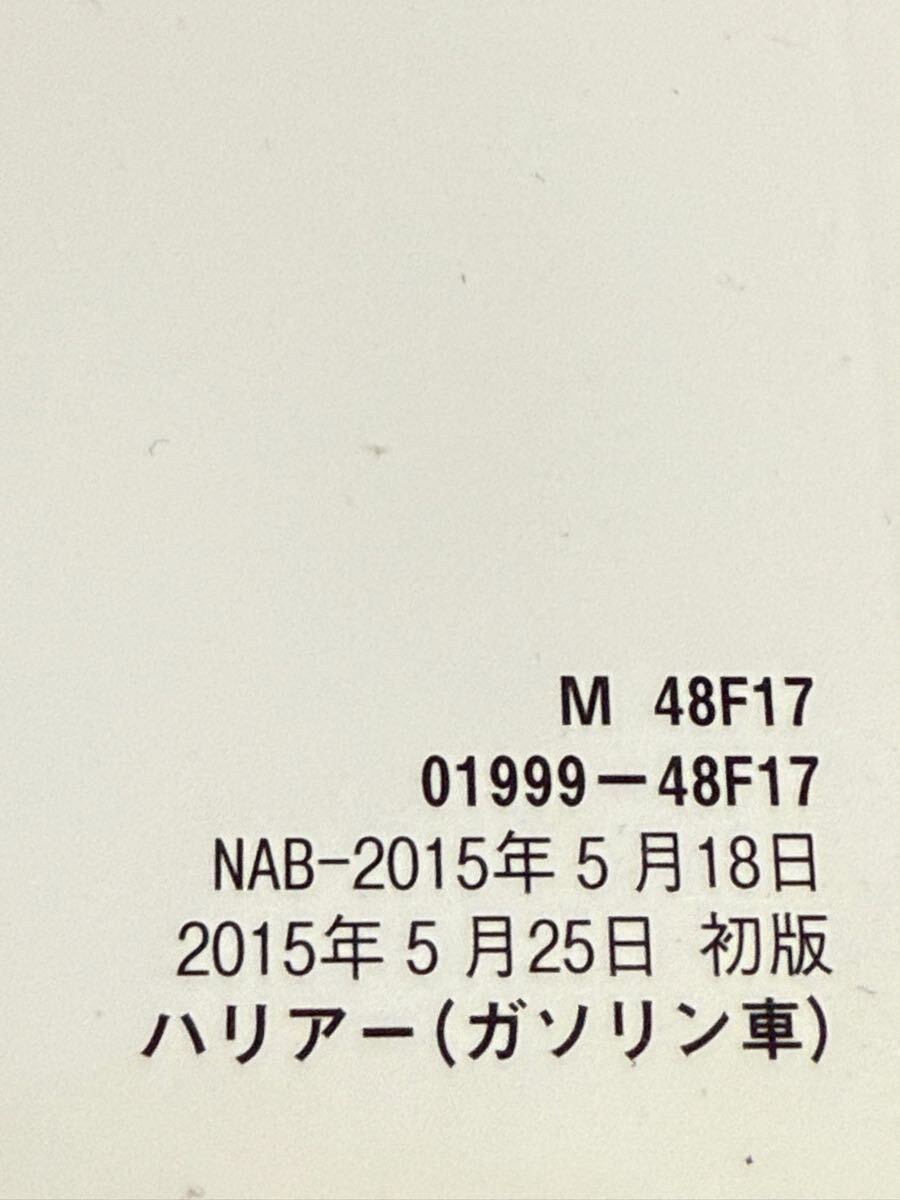 M 48F17
01999－48F17
NAB-2015年5月18日
2015年5月25日 初版
ハリアー(ガソリン車)